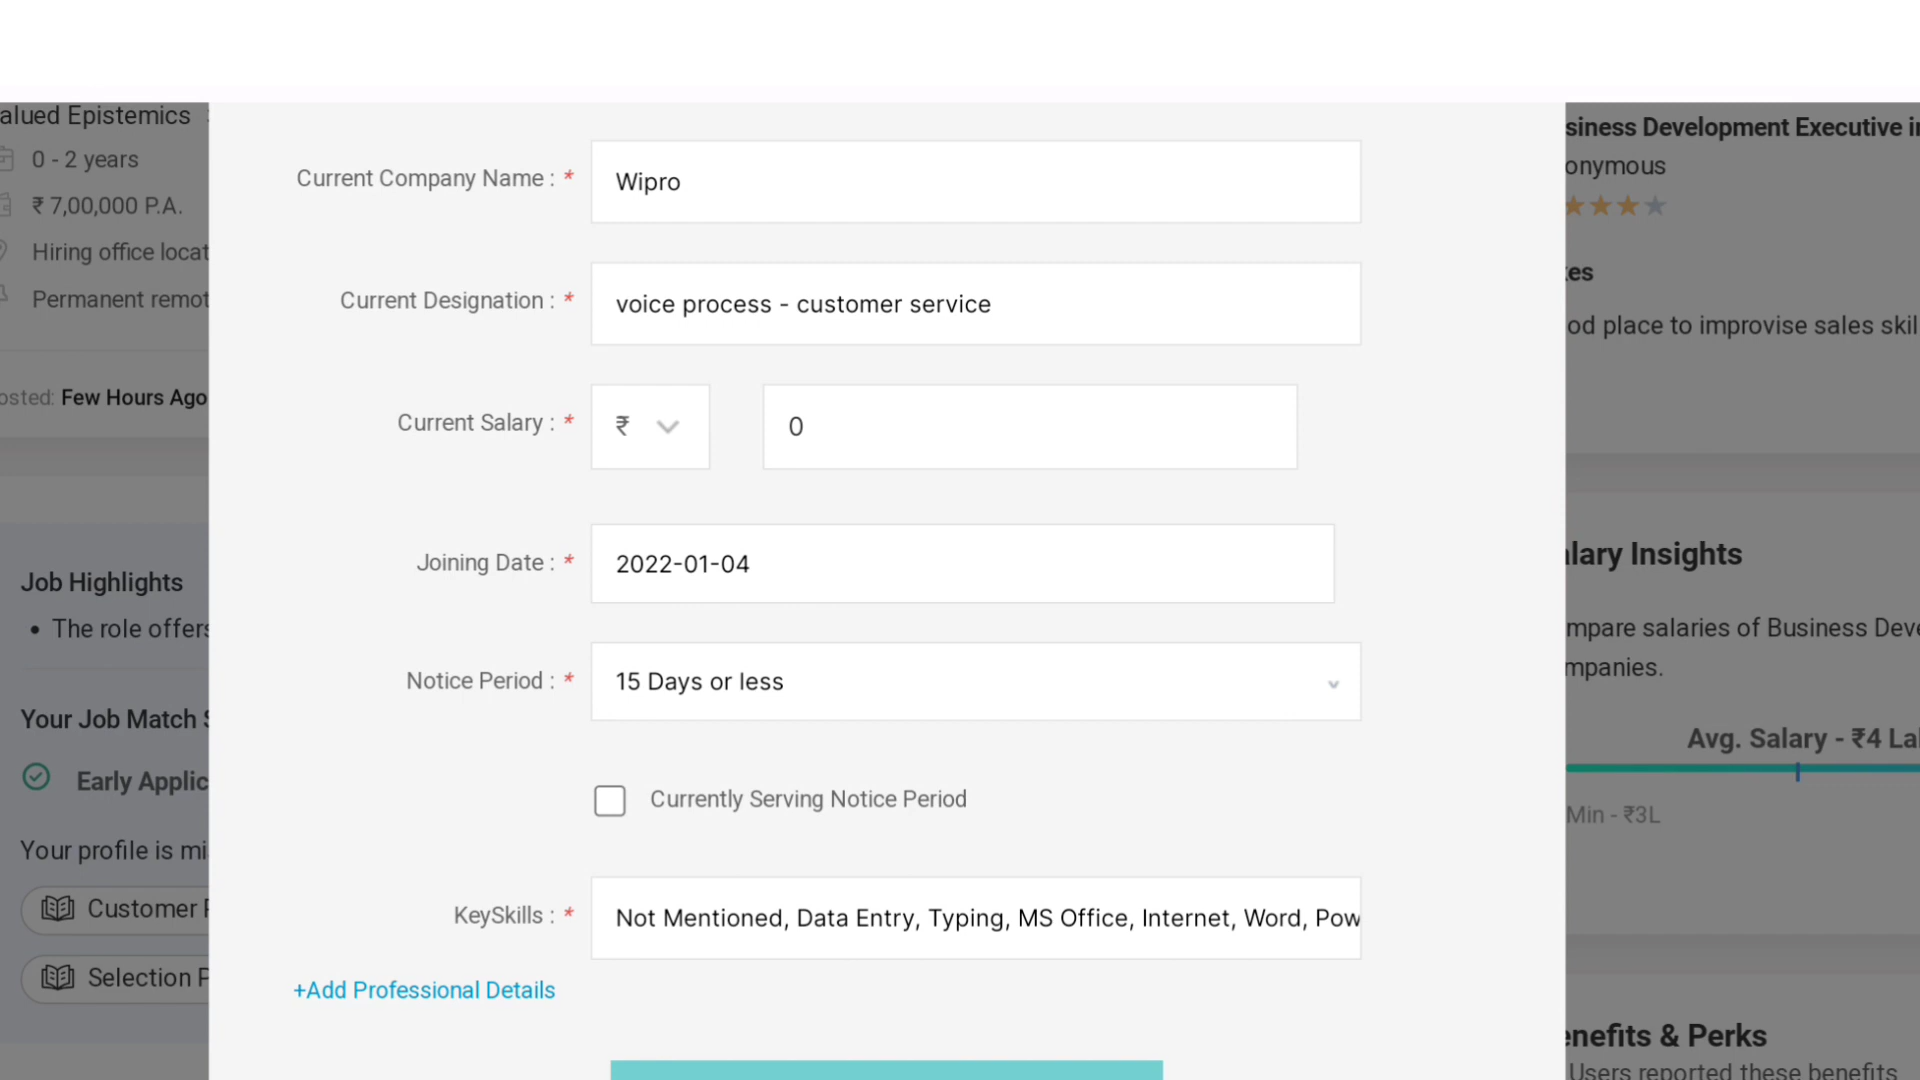 alued Epistemics
0 - 2 years
₹ 7,00,000 P.A.
Hiring office locat
Permanent remot
osted: Few Hours Ago
Job Highlights
• The role offers
Your Job Match S
Early Applic
Your profile is mi
Customer R
Selection P
Current Company Name : *
Wipro
Current Designation : *
voice process - customer service
Current Salary : *
₹
0
Joining Date : *
2022-01-04
Notice Period : *
15 Days or less
Currently Serving Notice Period
KeySkills : *
Not Mentioned, Data Entry, Typing, MS Office, Internet, Word, Pow
+Add Professional Details
siness Development Executive in
onymous
kes
od place to improvise sales skil
lary Insights
mpare salaries of Business Deve
mpanies.
Avg. Salary - ₹4 Lak
Min - ₹3L
enefits & Perks
Users reported these benefits